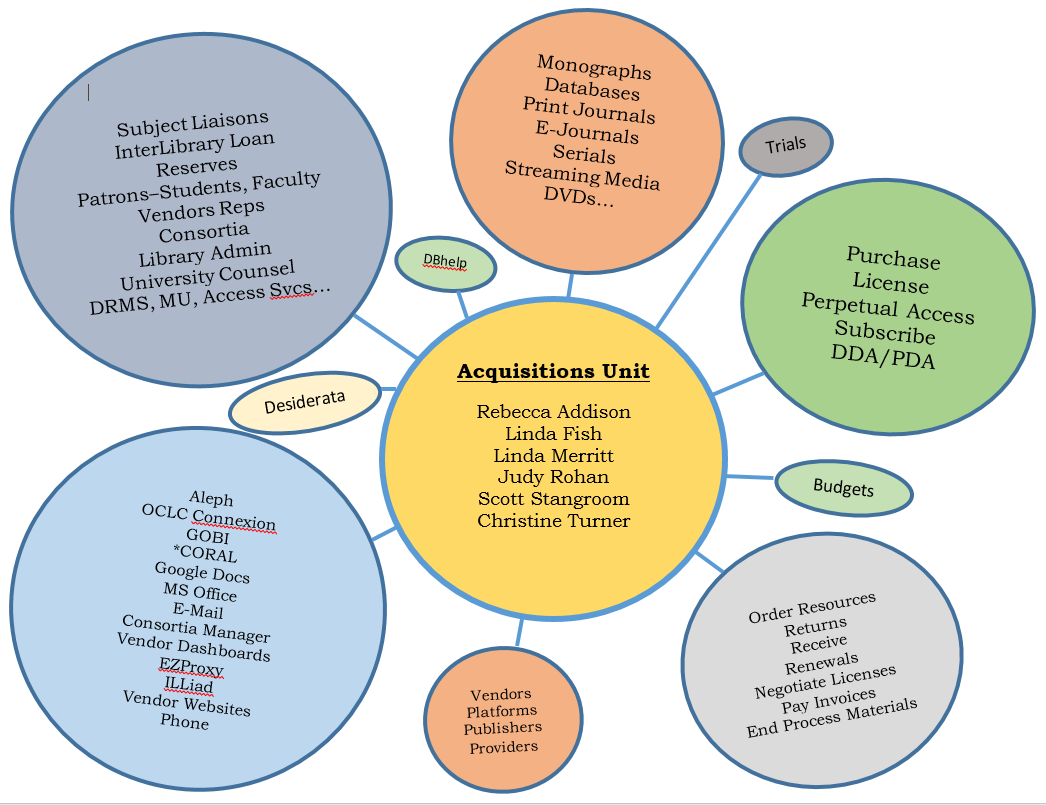 Subject Liaisons
InterLibrary Loan
Reserves
Patrons–Students, Faculty
Vendors Reps
Consortia
Library Admin
University Counsel
DRMS, MU, Access Svcs...
Monographs
Databases
Print Journals
E-Journals
Serials
Streaming Media
DVDs...
Trials
DBhelp
Purchase
License
Perpetual Access
Subscribe
DDA/PDA
Desiderata
Acquisitions Unit
Rebecca Addison
Linda Fish
Linda Merritt
Judy Rohan
Scott Stangroom
Christine Turner
Budgets
Aleph
OCLC Connexion
GOBI
*CORAL
Google Docs
MS Office
E-Mail
Consortia Manager
Vendor Dashboards
EZProxy
ILLiad
Vendor Websites
Phone
Vendors
Platforms
Publishers
Providers
Order Resources
Returns
Receive
Renewals
Negotiate Licenses
Pay Invoices
End Process Materials